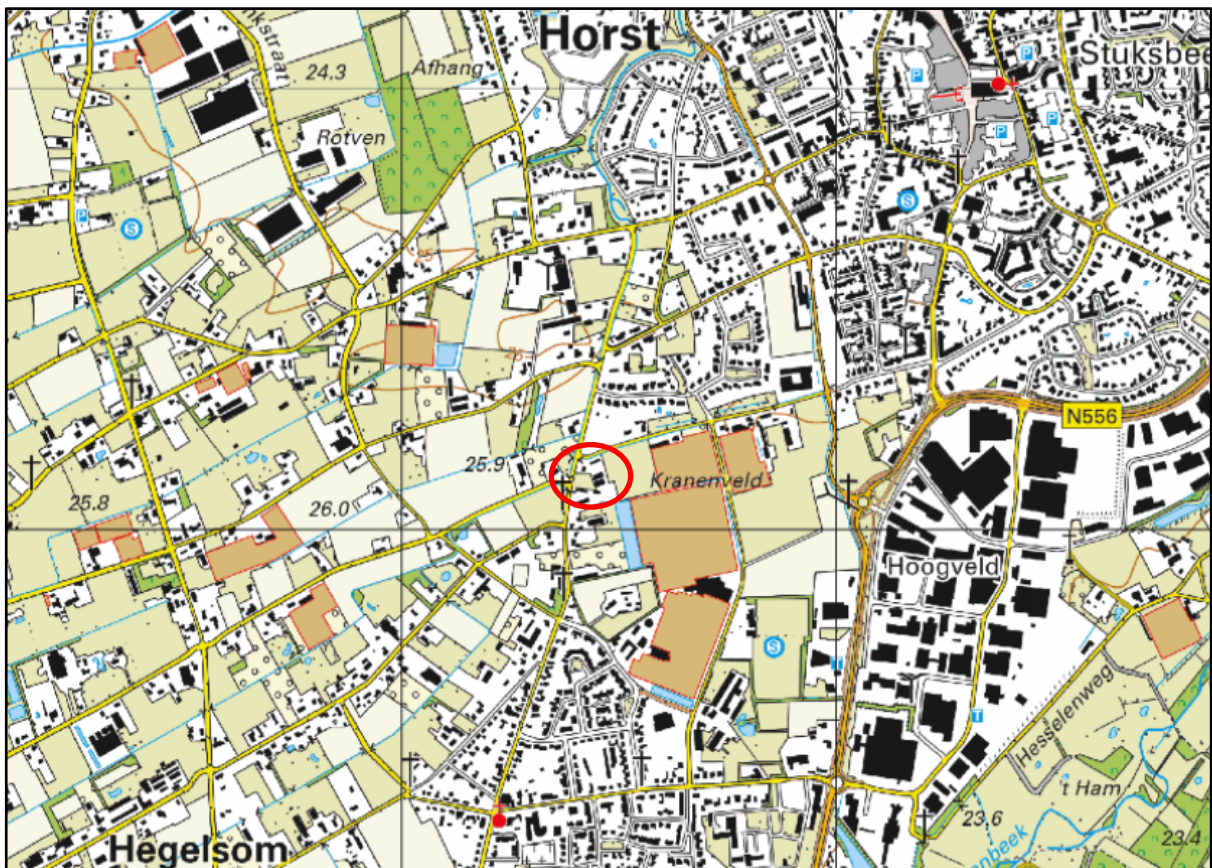 Horst
Stuksbee
24.3
Afhang
Rotven
P
P
P
P
S
S
N556
25.9
Kranenveld
25.8
26.0
Hoogveld
S
T
T
Hesselenweg
't Ham
23.6
23.4
Hegelsom